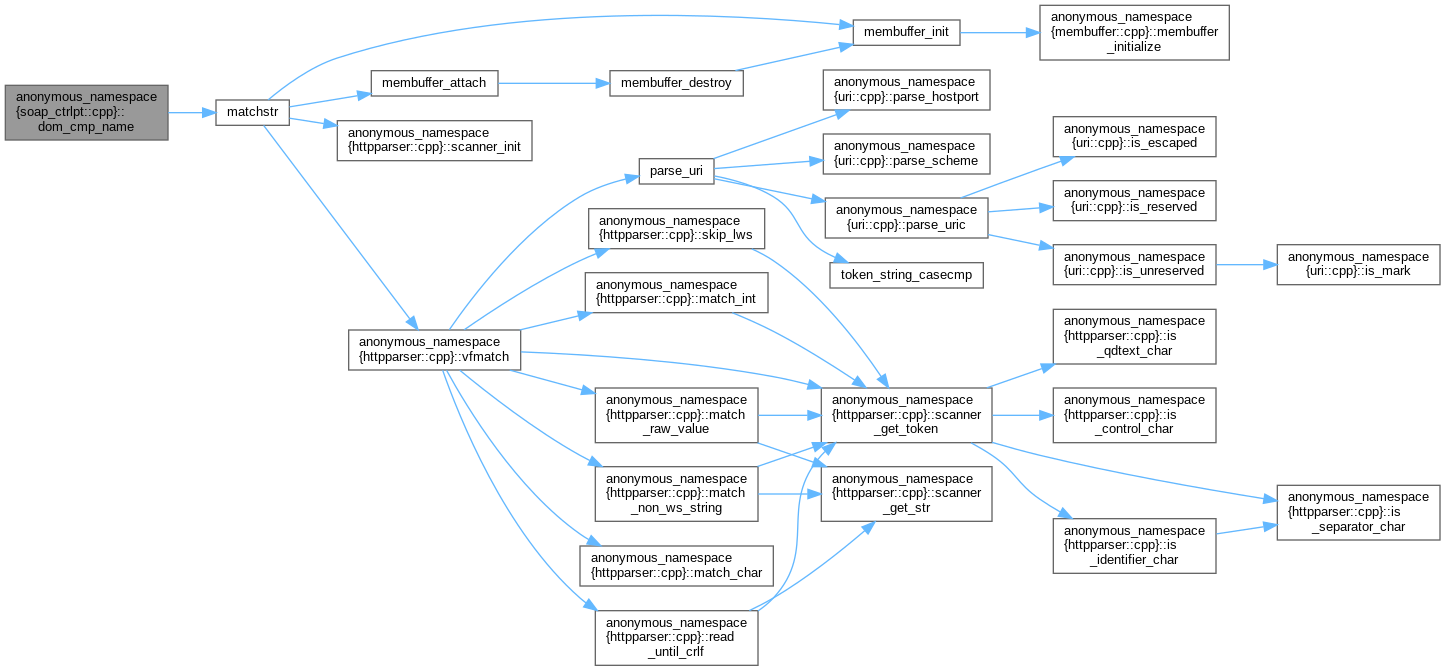 anonymous_namespace
{soap_ctrlpt::cpp}::
dom_cmp_name
matchstr
membuffer_init
anonymous_namespace
{membuffer::cpp}::membuffer
_initialize
membuffer_attach
membuffer_destroy
anonymous_namespace
{httpparser::cpp}::scanner_init
anonymous_namespace
{httpparser::cpp}::vfmatch
parse_uri
anonymous_namespace
{uri::cpp}::parse_hostport
anonymous_namespace
{uri::cpp}::parse_scheme
anonymous_namespace
{uri::cpp}::parse_uric
token_string_casecmp
anonymous_namespace
{uri::cpp}::is_escaped
anonymous_namespace
{uri::cpp}::is_reserved
anonymous_namespace
{uri::cpp}::is_unreserved
anonymous_namespace
{uri::cpp}::is_mark
anonymous_namespace
{httpparser::cpp}::skip_lws
anonymous_namespace
{httpparser::cpp}::match_int
anonymous_namespace
{httpparser::cpp}::match
_raw_value
anonymous_namespace
{httpparser::cpp}::match
_non_ws_string
anonymous_namespace
{httpparser::cpp}::match_char
anonymous_namespace
{httpparser::cpp}::read
_until_crlf
anonymous_namespace
{httpparser::cpp}::scanner
_get_token
anonymous_namespace
{httpparser::cpp}::scanner
_get_str
anonymous_namespace
{httpparser::cpp}::is
_qdtext_char
anonymous_namespace
{httpparser::cpp}::is
_control_char
anonymous_namespace
{httpparser::cpp}::is
_identifier_char
anonymous_namespace
{httpparser::cpp}::is
_separator_char